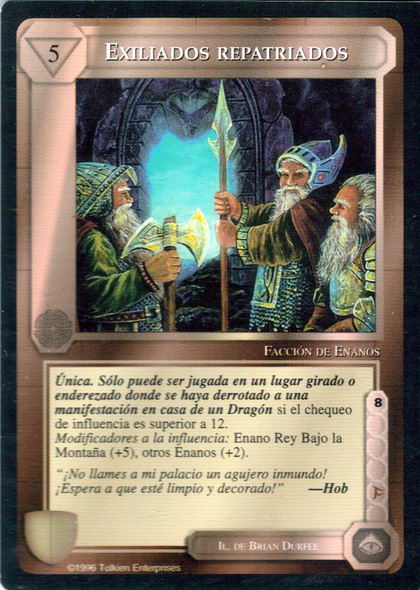 5
EXILIADOS REPATRIADOS
FACCIÓN DE ENANOS
Única. Sólo puede ser jugada en un lugar girado o
enderezado donde se haya derrotado a una
manifestación en casa de un Dragón si el chequeo
de influencia es superior a 12.
Modificadores a la influencia: Enano Rey Bajo la
Montaña (+5), otros Enanos (+2).
“¡No llames a mi palacio un agujero inmundo!
¡Espera a que esté limpio y decorado!” —Hob
8
IL. DE BRIAN DURFEE
©1996 Tolkien Enterprises